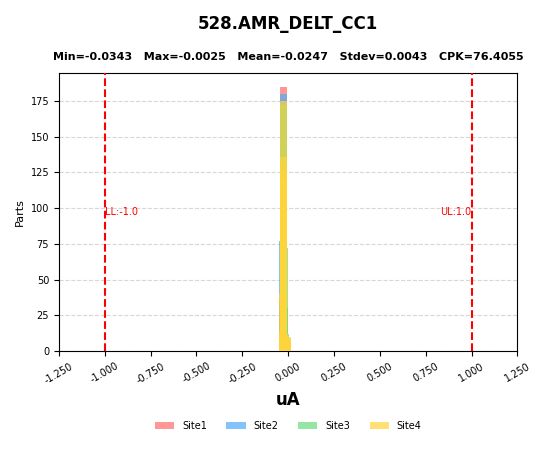 528.AMR_DELT_CC1
Min=-0.0343 Max=-0.0025 Mean=-0.0247 Stdev=0.0043 CPK=76.4055
Parts
175
150
125
100
75
50
25
0
LL:-1.0
UL:1.0
-1.250 -1.000 -0.750 -0.500 -0.250 0.000 0.250 0.500 0.750 1.000 1.250
uA
Site1 Site2 Site3 Site4